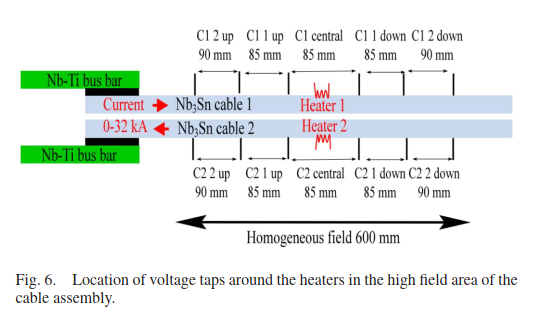 C1 2 up C1 1 up C1 central C1 1 down C1 2 down
90 mm 85 mm 85 mm 85 mm 90 mm
Nb-Ti bus bar
Current Nb3Sn cable 1 Heater 1
0-32 kA Nb3Sn cable 2 Heater 2
Nb-Ti bus bar
C2 2 up C2 1 up C2 central C2 1 down C2 2 down
90 mm 85 mm 85 mm 85 mm 90 mm
Homogeneous field 600 mm
Fig. 6. Location of voltage taps around the heaters in the high field area of the
cable assembly.